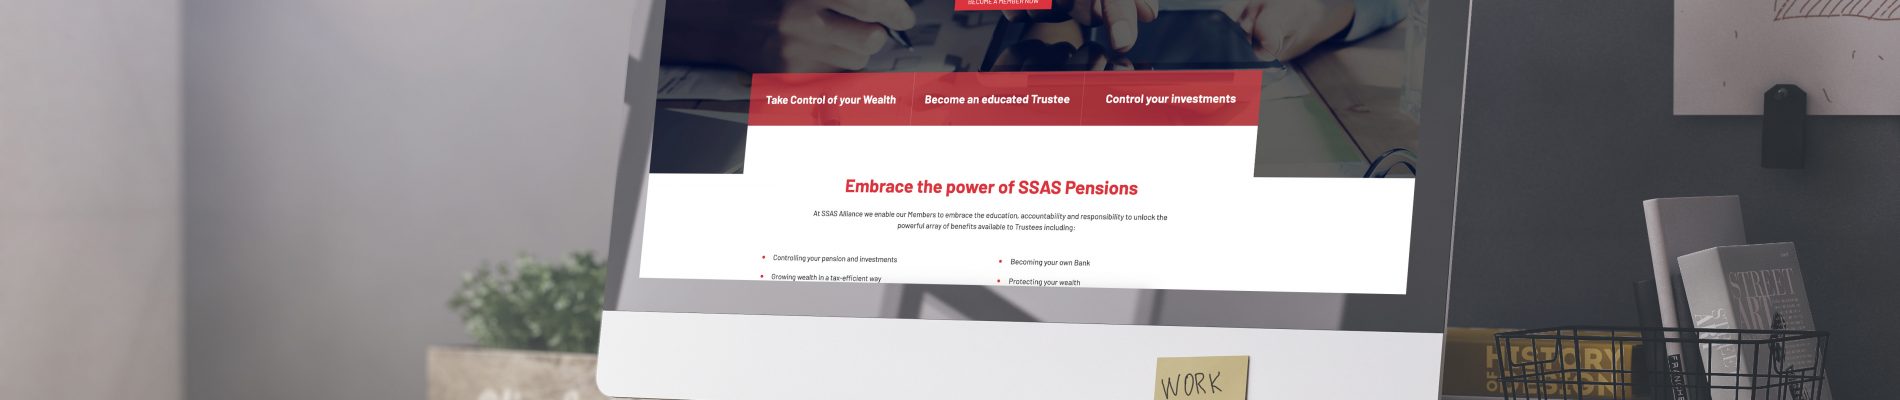 BECOME A MEMBER NOW
Take Control of your Wealth
Become an educated Trustee
Control your investments
Embrace the power of SSAS Pensions
At SSAS Alliance we enable our Members to embrace the education, accountability and responsibility to unlock the
powerful array of benefits available to Trustees including:
Controlling your pension and investments
Becoming your own Bank
Growing wealth in a tax-efficient way
Protecting your wealth
WORK
STREET
ART
HISTORY